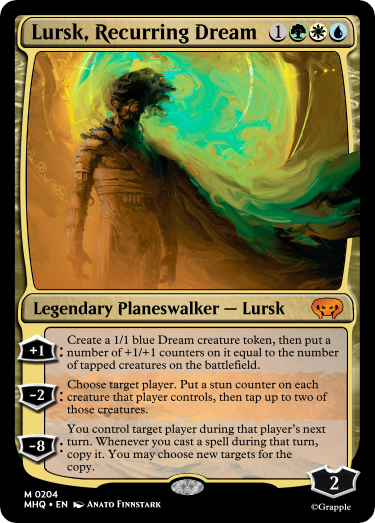 Lursk, Recurring Dream 1
Legendary Planeswalker — Lursk
+1: Create a 1/1 blue Dream creature token, then put a
number of +1/+1 counters on it equal to the number
of tapped creatures on the battlefield.
-2: Choose target player. Put a stun counter on each
creature that player controls, then tap up to two of
those creatures.
-8: You control target player during that player's next
turn. Whenever you cast a spell during that turn,
copy it. You may choose new targets for the
copy.
2
M 0204
MHQ • EN Anato Finnstark
©Grapple